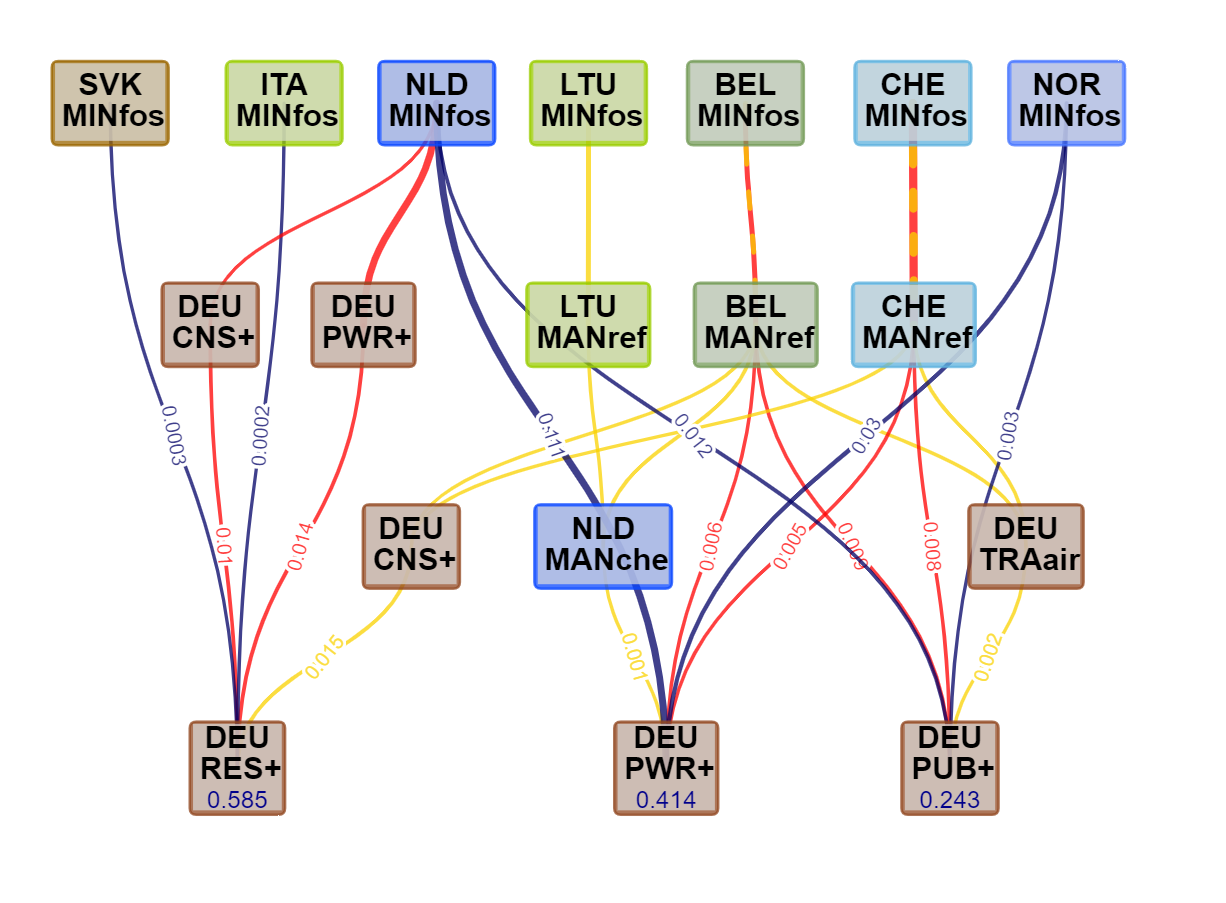 SVK
MINfos
ITA
MINfos
NLD
MINfos
LTU
MINfos
BEL
MINfos
CHE
MINfos
NOR
MINfos
DEU
CNS+
DEU
PWR+
LTU
MANref
BEL
MANref
CHE
MANref
0.0003
0.0002
0.111
0.012
0.03
0.003
DEU
CNS+
NLD
MANche
DEU
TRAair
0.01
0.014
0.006
0.005
0.009
0.008
0.015
0.001
0.002
DEU
RES+
0.585
DEU
PWR+
0.414
DEU
PUB+
0.243